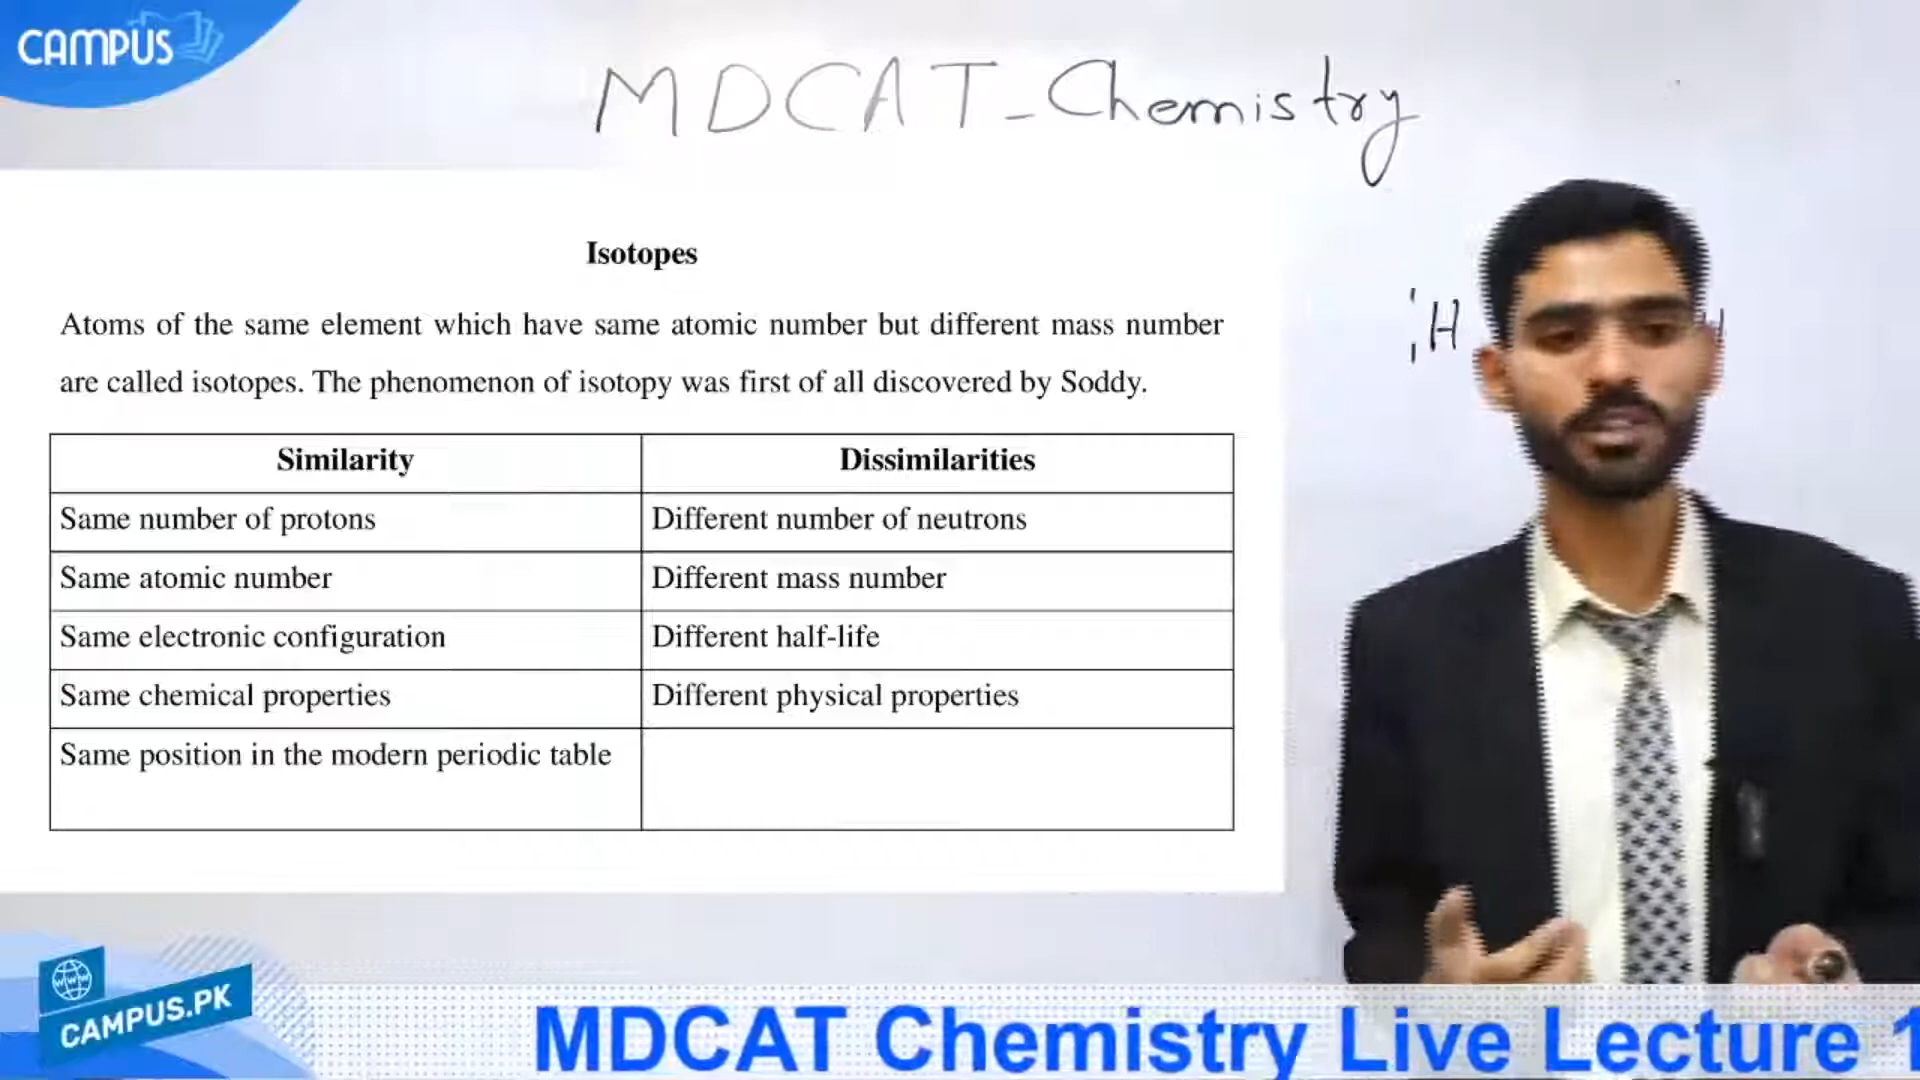 CAMPUS
MDCAT - Chemistry
Isotopes
Atoms of the same element which have same atomic number but different mass number
are called isotopes. The phenomenon of isotopy was first of all discovered by Soddy.
Similarity Dissimilarities
Same number of protons Different number of neutrons
Same atomic number Different mass number
Same electronic configuration Different half-life
Same chemical properties Different physical properties
Same position in the modern periodic table
H
www
CAMPUS.PK
MDCAT Chemistry Live Lecture 1